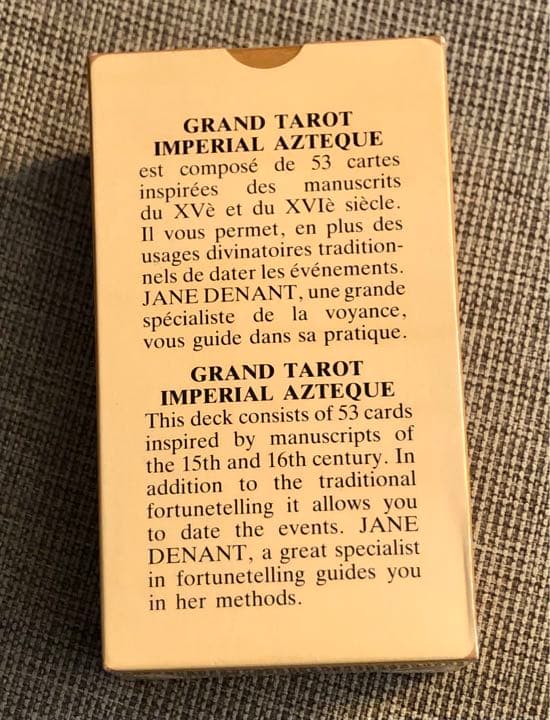 GRAND TAROT
IMPERIAL AZTEQUE
est composé de 53 cartes
inspirées des manuscrits
du XVè et du XVIè siècle.
Il vous permet, en plus des
usages divinatoires tradition-
nels de dater les événements.
JANE DENANT, une grande
spécialiste de la voyance,
vous guide dans sa pratique.
GRAND TAROT
IMPERIAL AZTEQUE
This deck consists of 53 cards
inspired by manuscripts of
the 15th and 16th century. In
addition to the traditional
fortunetelling it allows you
to date the events. JANE
DENANT, a great specialist
in fortunetelling guides you
in her methods.